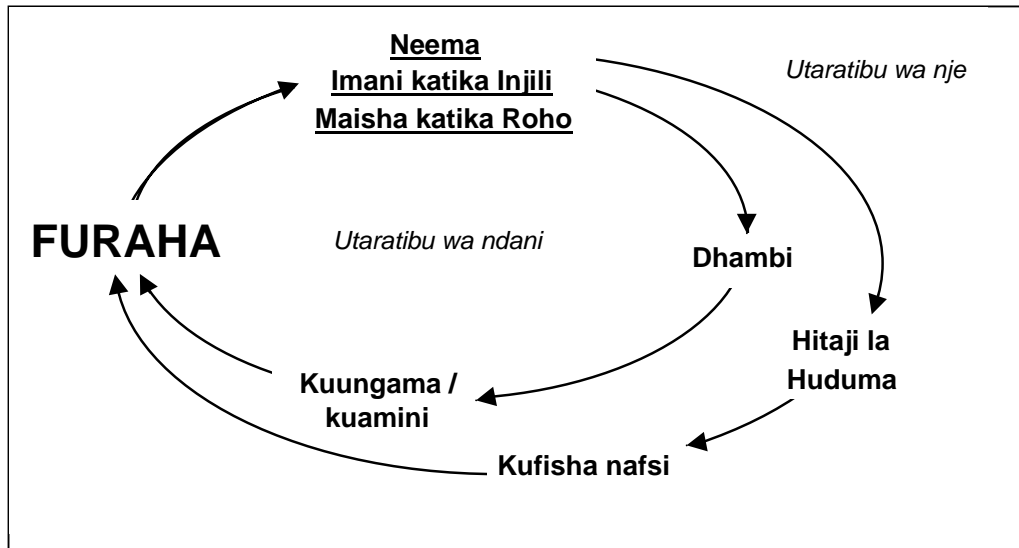 Neema
Imani katika Injili
Maisha katika Roho
Utaratibu wa nje
FURAHA
Utaratibu wa ndani
Dhambi
Hitaji la
Huduma
Kuungama /
kuamini
Kufisha nafsi